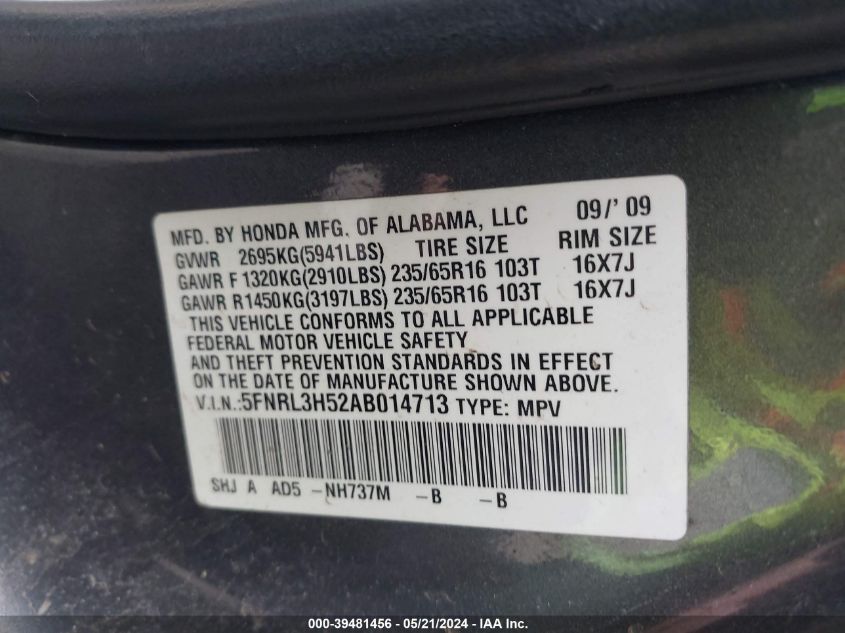 MFD. BY HONDA MFG. OF ALABAMA, LLC 09/' 09
GVWR 2695KG(5941LBS) TIRE SIZE RIM SIZE
GAWR F 1320KG(2910LBS) 235/65R16 103T 16X7J
GAWR R1450KG(3197LBS) 235/65R16 103T 16X7J
THIS VEHICLE CONFORMS TO ALL APPLICABLE
FEDERAL MOTOR VEHICLE SAFETY
AND THEFT PREVENTION STANDARDS IN EFFECT
ON THE DATE OF MANUFACTURE SHOWN ABOVE.
V.I.N.:5FNRL3H52AB014713 TYPE: MPV
SHJ A AD5 -NH737M -B -B
000-39481456 - 05/21/2024 - IAA Inc.